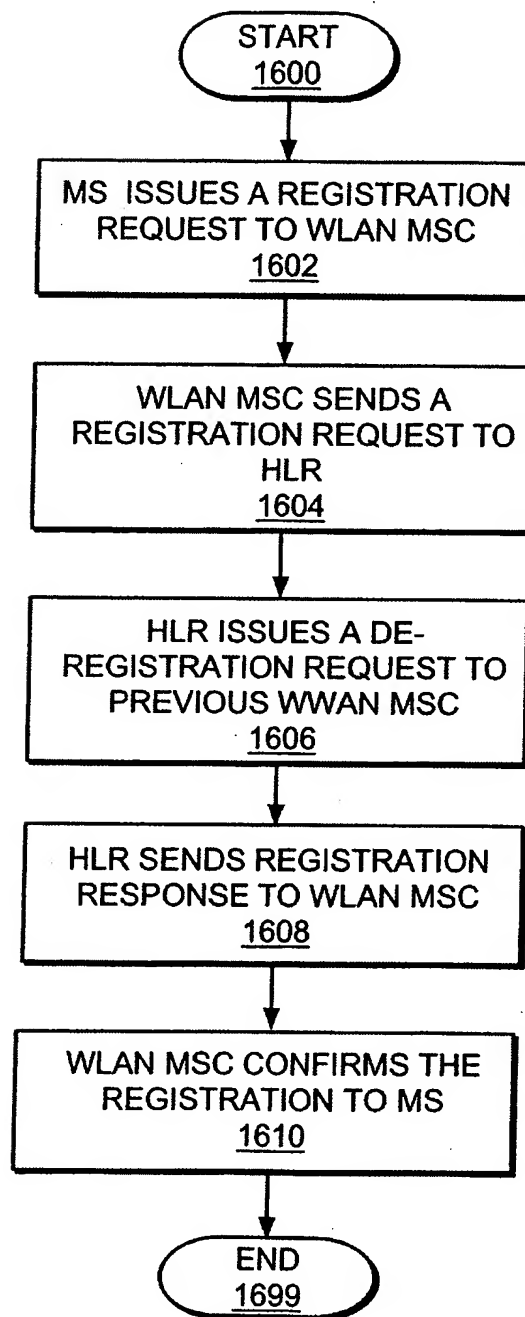 START
1600
MS ISSUES A REGISTRATION
REQUEST TO WLAN MSC
1602
WLAN MSC SENDS A
REGISTRATION REQUEST TO
HLR
1604
HLR ISSUES A DE-
REGISTRATION REQUEST TO
PREVIOUS WWAN MSC
1606
HLR SENDS REGISTRATION
RESPONSE TO WLAN MSC
1608
WLAN MSC CONFIRMS THE
REGISTRATION TO MS
1610
END
1699